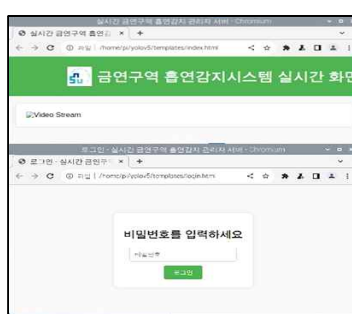 실시간 금연구역 흡연감지 관리자 서버 - Chromium
실시간 금연구역 흡연감
파일 /home/pi/yolov5/templates/index.html
금연구역 흡연감지시스템 실시간 화면
Video Stream
로그인 - 실시간 금연구역 흡연감지 관리자 서버 - Chromium
로그인 - 실시간 금연구
파일 /home/pi/yolov5/templates/login.html
비밀번호를 입력하세요
비밀번호
로그인